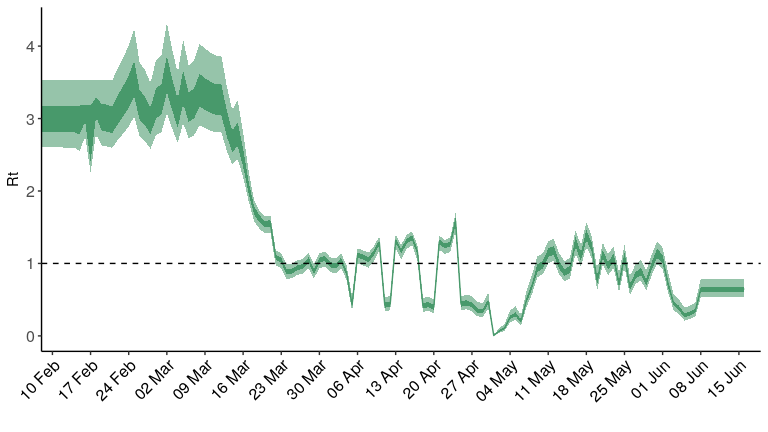 Rt
4
3
2
1
0
10 Feb
17 Feb
24 Feb
02 Mar
09 Mar
16 Mar
23 Mar
30 Mar
06 Apr
13 Apr
20 Apr
27 Apr
04 May
11 May
18 May
25 May
01 Jun
08 Jun
15 Jun